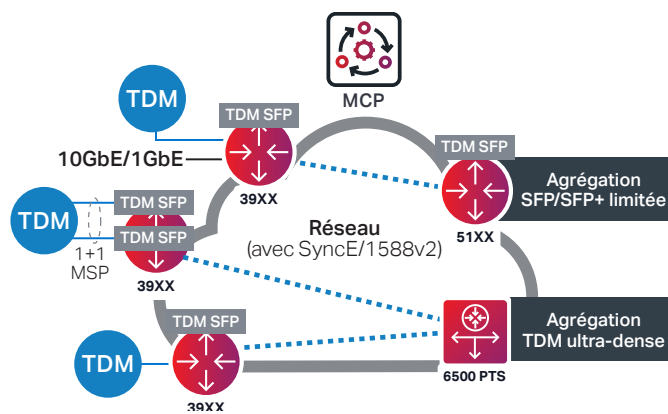 MCP
TDM
TDM SFP
10GbE/1GbE
39XX
TDM SFP
51XX
Agrégation
SFP/SFP+ limitée
TDM
TDM SFP
TDM SFP
1+1
MSP
39XX
Réseau
(avec SyncE/1588v2)
TDM SFP
TDM
39XX
6500 PTS
Agrégation
TDM ultra-dense